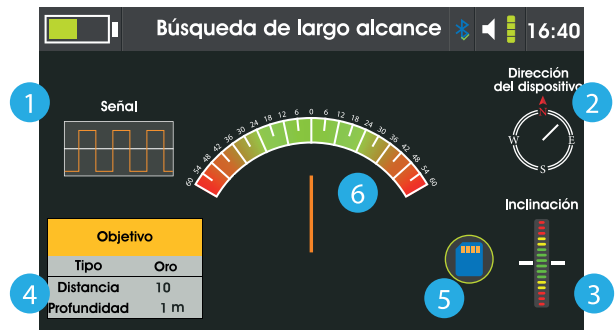 Búsqueda de largo alcance
16:40
1
Señal
Dirección
del dispositivo
2
N
W
E
S
60 54 48 42 36 30 24 18 12 6 0 6 12 18 24 30 36 42 48 54 60
6
Inclinación
Objetivo
Tipo Oro
Distancia 10
Profundidad 1 m
4
5
3